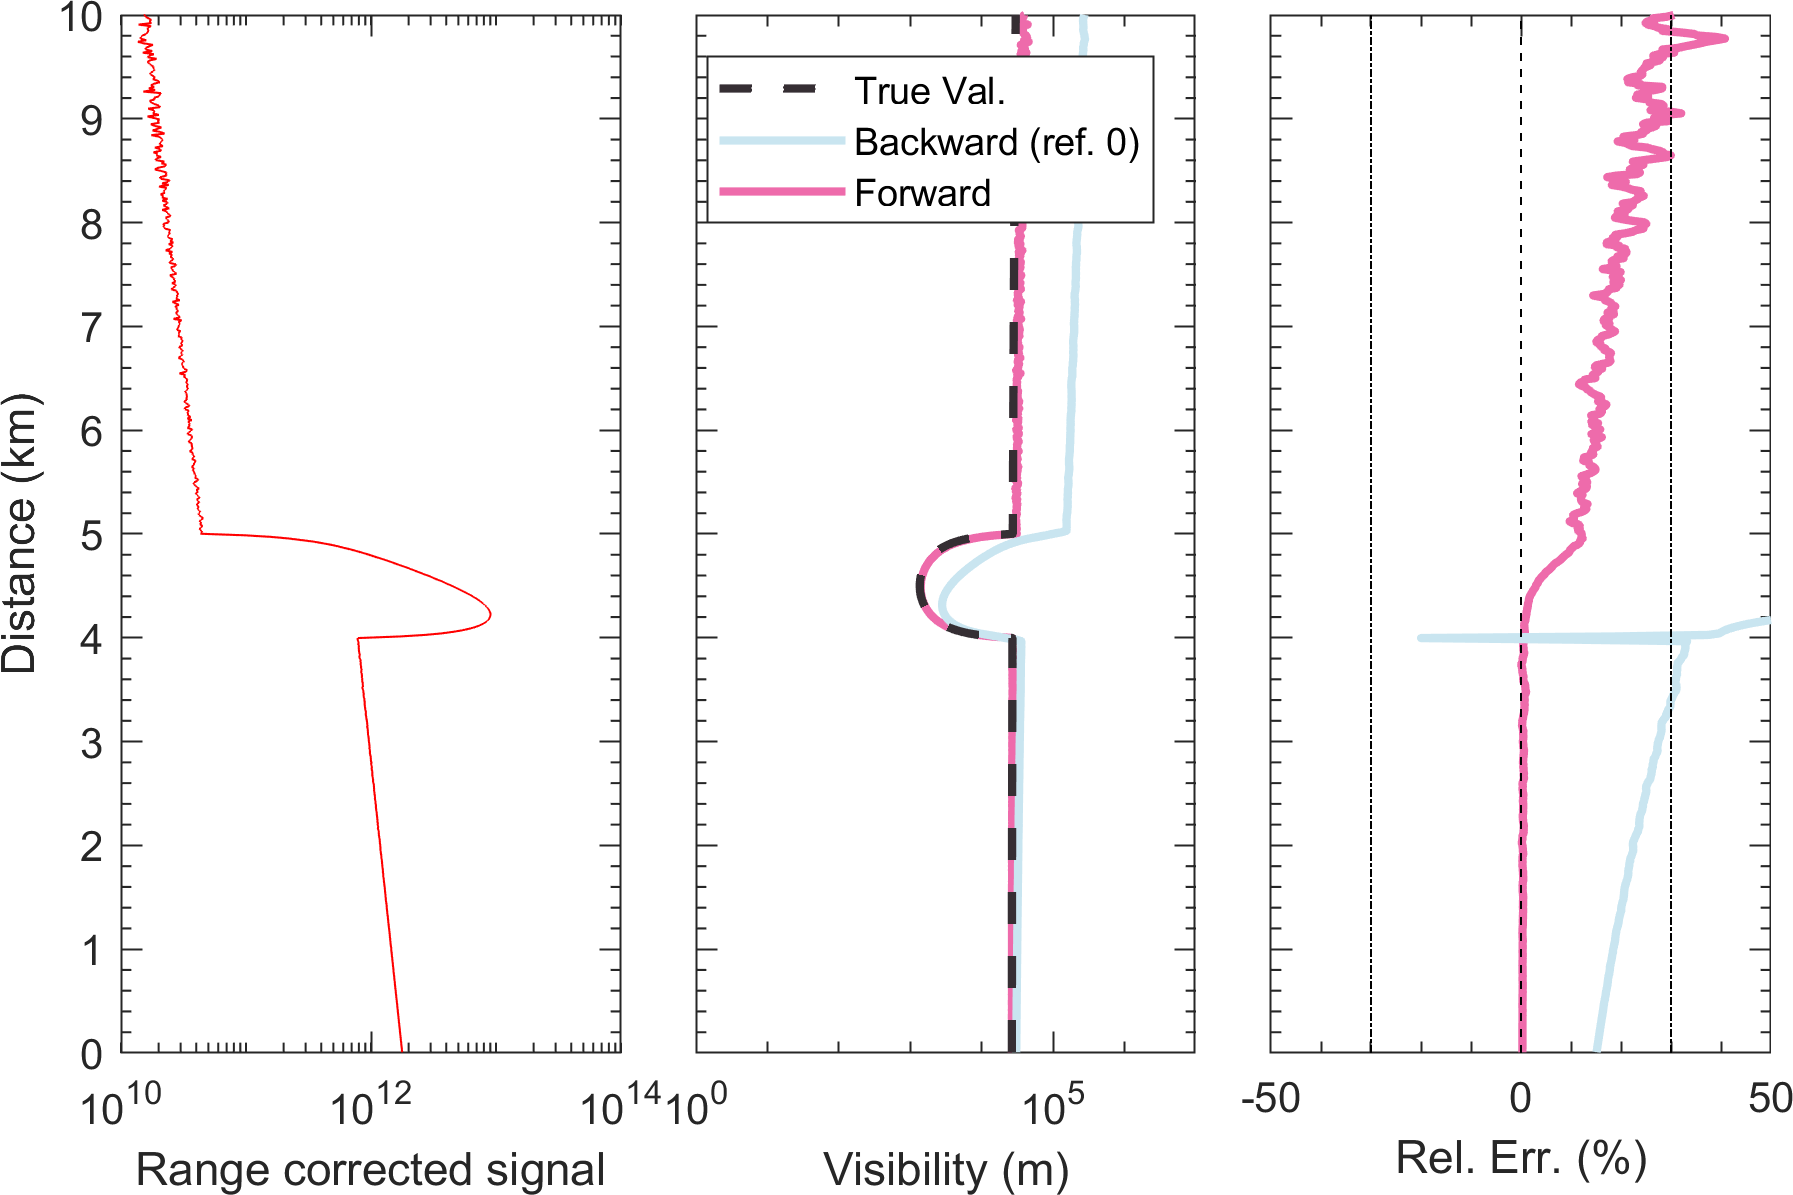 Distance (km)
10
9
8
7
6
5
4
3
2
1
0
10^10 10^12 10^14
Range corrected signal
True Val.
Backward (ref. 0)
Forward
10^0 10^5
Visibility (m)
-50 0 50
Rel. Err. (%)